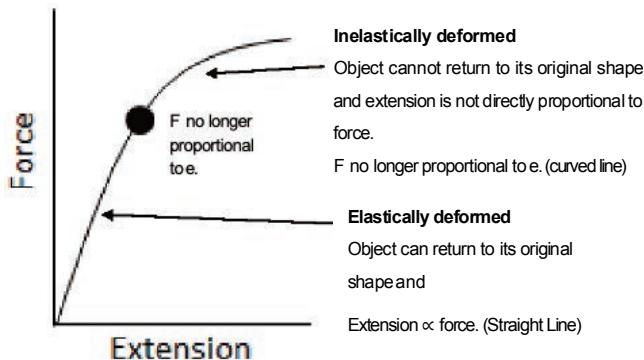 Inelastically deformed
Object cannot return to its original shape
and extension is not directly proportional to
force.
F no longer proportional to e. (curved line)
F no longer
proportional
to e.
Elastically deformed
Object can return to its original
shape and
Extension ∝ force. (Straight Line)
Force
Extension